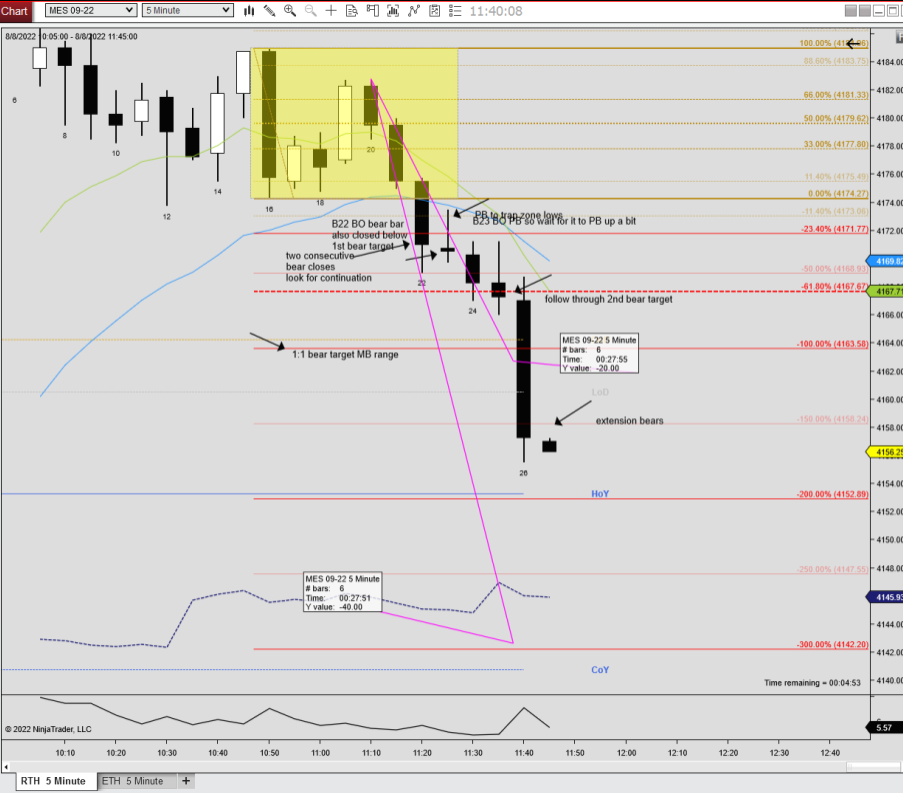 Chart
MES 09-22
5 Minute
11:40:08
8/8/2022 10:05:00 - 8/8/2022 11:45:00
88.60% (4183.75)
66.00% (4181.33)
50.00% (4179.62)
33.00% (4177.80)
11.40% (4175.49)
0.00% (4174.27)
-11.40% (4173.06)
-23.40% (4171.77)
-50.00% (4168.93)
-61.80% (4167.67)
-100.00% (4163.58)
-150.00% (4158.24)
-200.00% (4152.89)
-250.00% (4147.55)
-300.00% (4142.20)
4184.00
4182.00
4180.00
4178.00
4176.00
4174.00
4172.00
4169.82
4167.71
4166.00
4164.00
4162.00
4160.00
4158.00
4156.25
4154.00
4152.00
4150.00
4148.00
4145.93
4144.00
4142.00
4140.00
6
8
10
12
14
16
18
20
22
24
26
PB to trap zone lows
B23 BO PB so wait for it to PB up a bit
B22 BO bear bar
also closed below
1st bear target
two consecutive
bear closes
look for continuation
follow through 2nd bear target
1:1 bear target MB range
MES 09-22 5 Minute
# bars: 6
Time: 00:27:55
Y value: -20.00
LoD
extension bears
HoY
MES 09-22 5 Minute
# bars: 6
Time: 00:27:51
Y value: -40.00
CoY
Time remaining = 00:04:53
5.57
© 2022 NinjaTrader, LLC
10:10
10:20
10:30
10:40
10:50
11:00
11:10
11:20
11:30
11:40
11:50
12:00
12:10
12:20
12:30
12:40
RTH 5 Minute
ETH 5 Minute
+